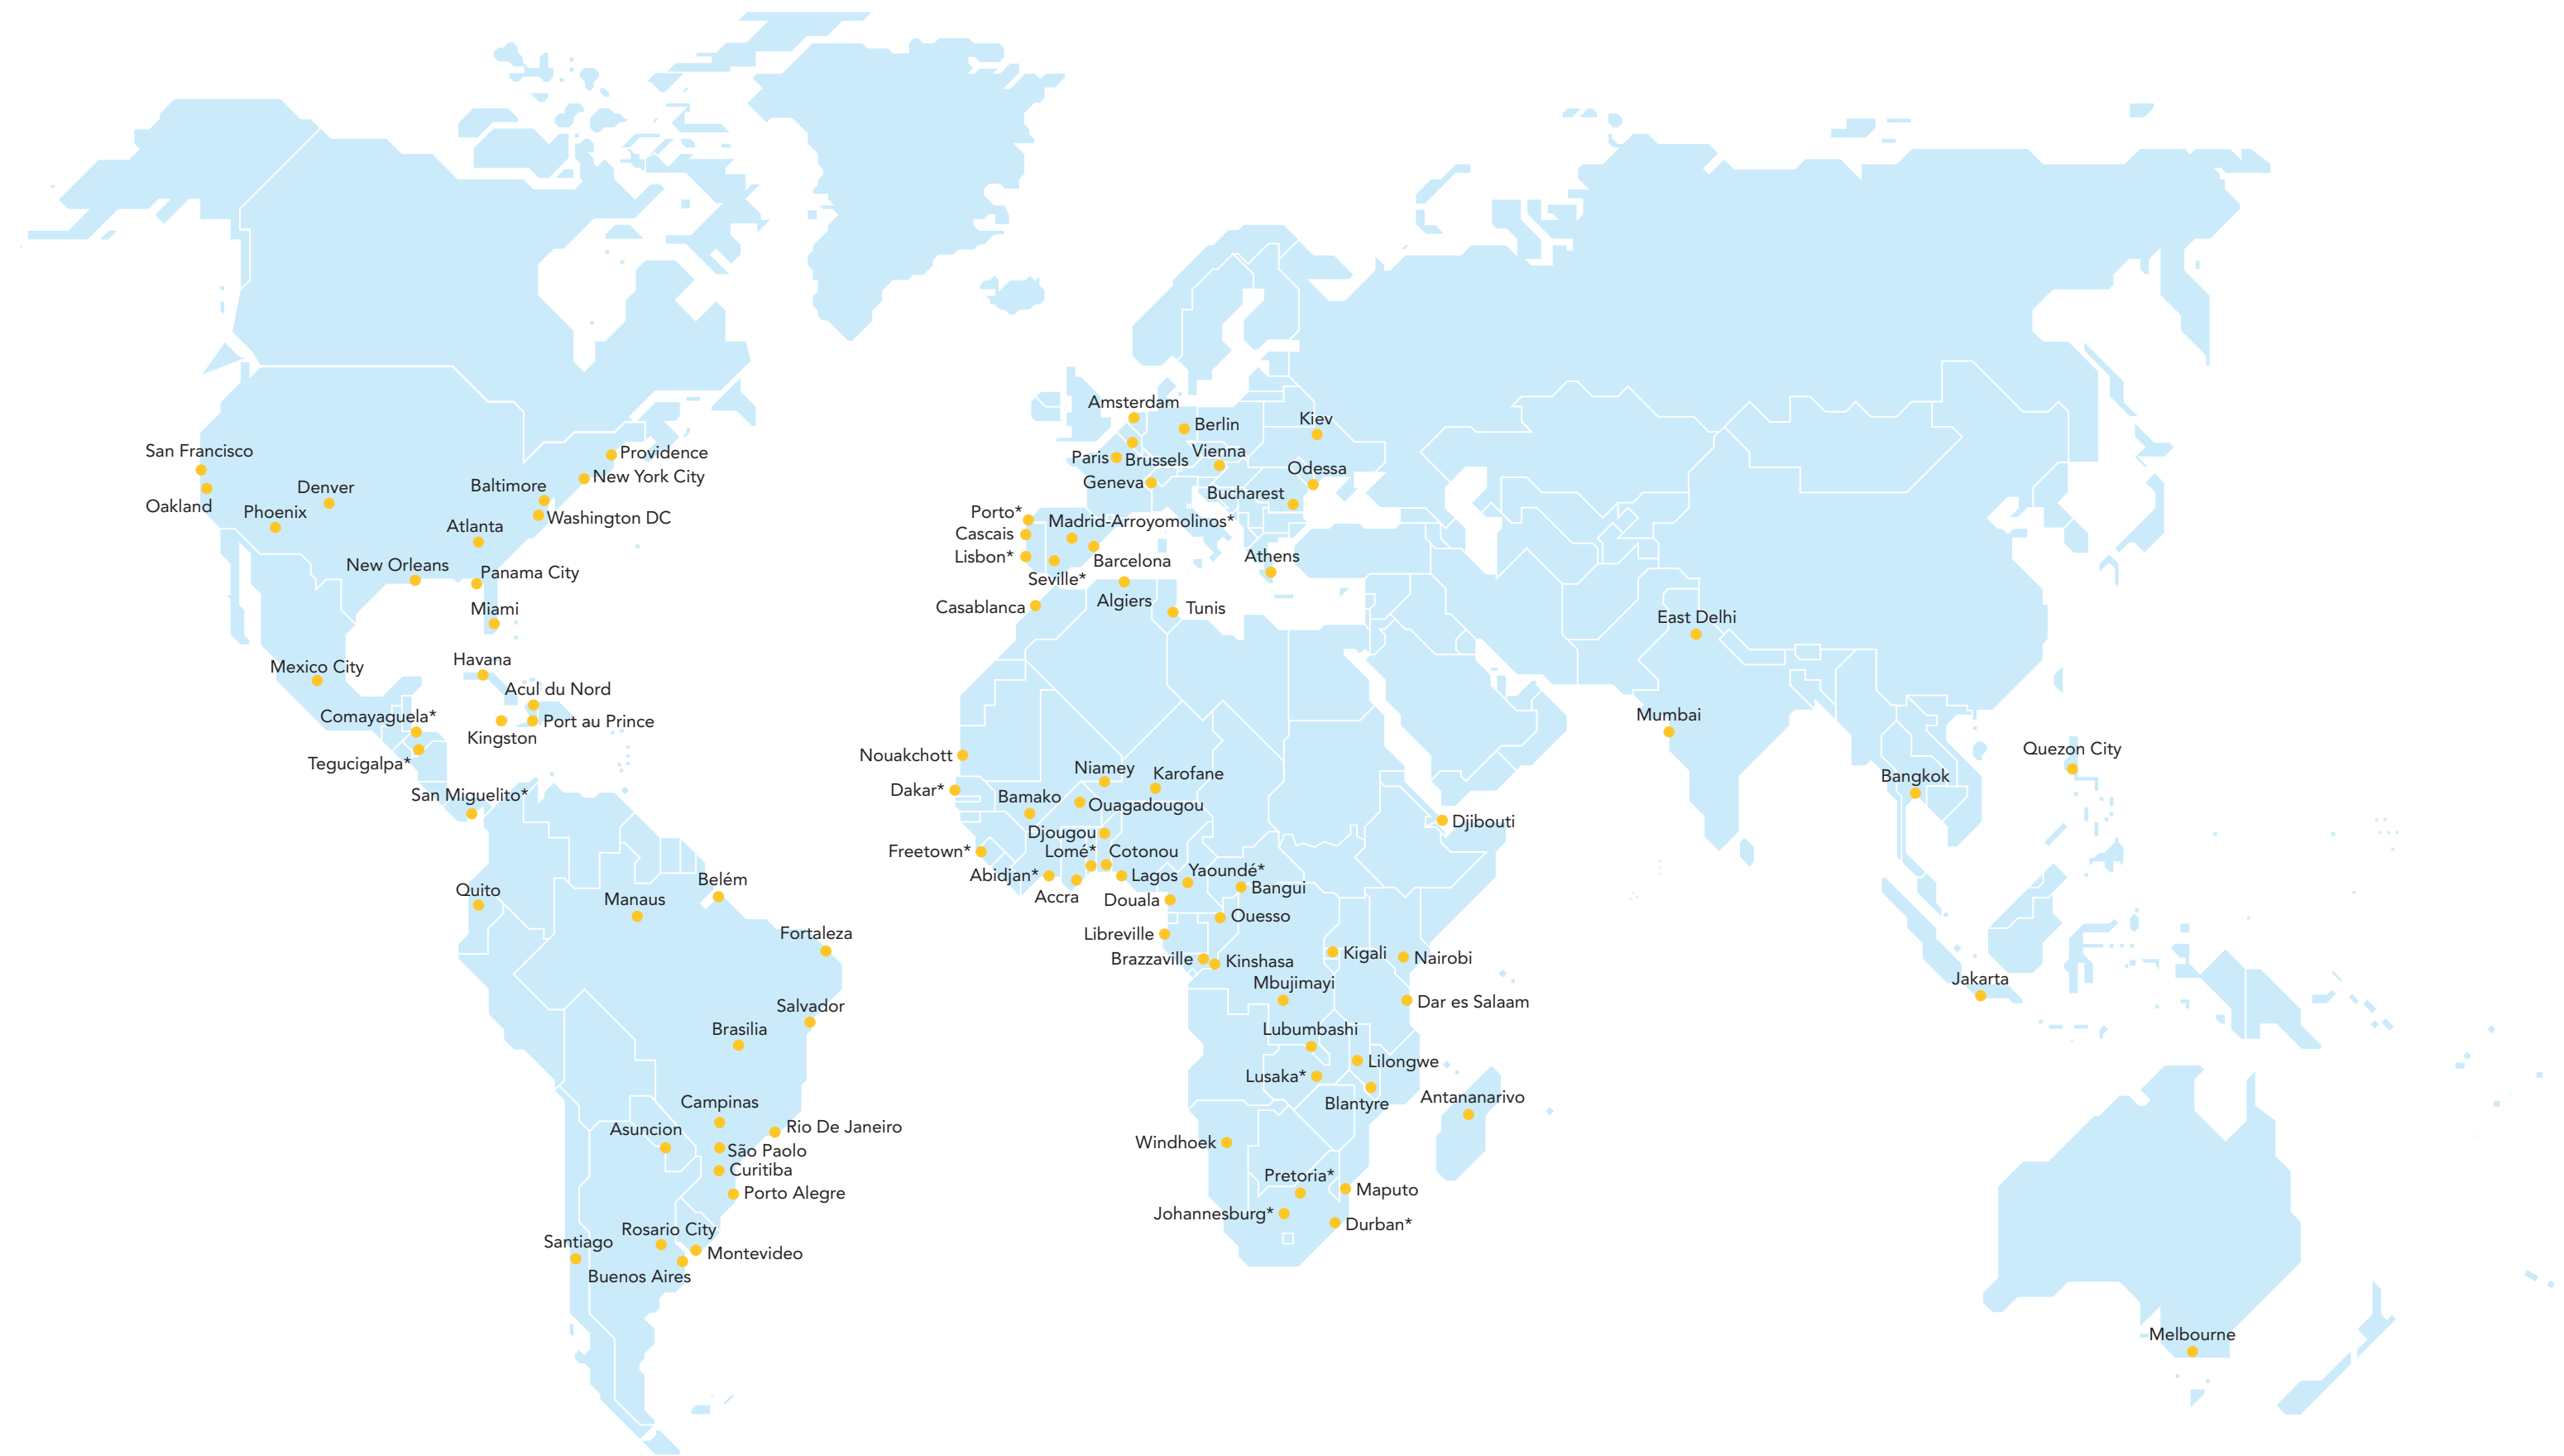 San Francisco
Oakland
Phoenix
Denver
Baltimore
Providence
New York City
Washington DC
Atlanta
New Orleans
Panama City
Miami
Mexico City
Havana
Acul du Nord
Port au Prince
Kingston
Comayaguela*
Tegucigalpa*
San Miguelito*
Quito
Manaus
Belém
Fortaleza
Salvador
Brasilia
Campinas
Rio De Janeiro
Asuncion
São Paolo
Curitiba
Porto Alegre
Rosario City
Santiago
Montevideo
Buenos Aires
Amsterdam
Berlin
Kiev
Paris
Brussels
Vienna
Geneva
Odessa
Bucharest
Porto*
Madrid-Arroyomolinos*
Cascais
Lisbon*
Barcelona
Athens
Seville*
Casablanca
Algiers
Tunis
Nouakchott
Dakar*
Niamey
Karofane
Bamako
Ouagadougou
Djougou
Djibouti
Freetown*
Lomé*
Cotonou
Abidjan*
Accra
Lagos
Yaoundé*
Bangui
Douala
Ouesso
Libreville
Brazzaville
Kinshasa
Kigali
Nairobi
Mbujimayi
Dar es Salaam
Lubumbashi
Lilongwe
Lusaka*
Blantyre
Antananarivo
Windhoek
Pretoria*
Maputo
Johannesburg*
Durban*
East Delhi
Mumbai
Bangkok
Quezon City
Jakarta
Melbourne